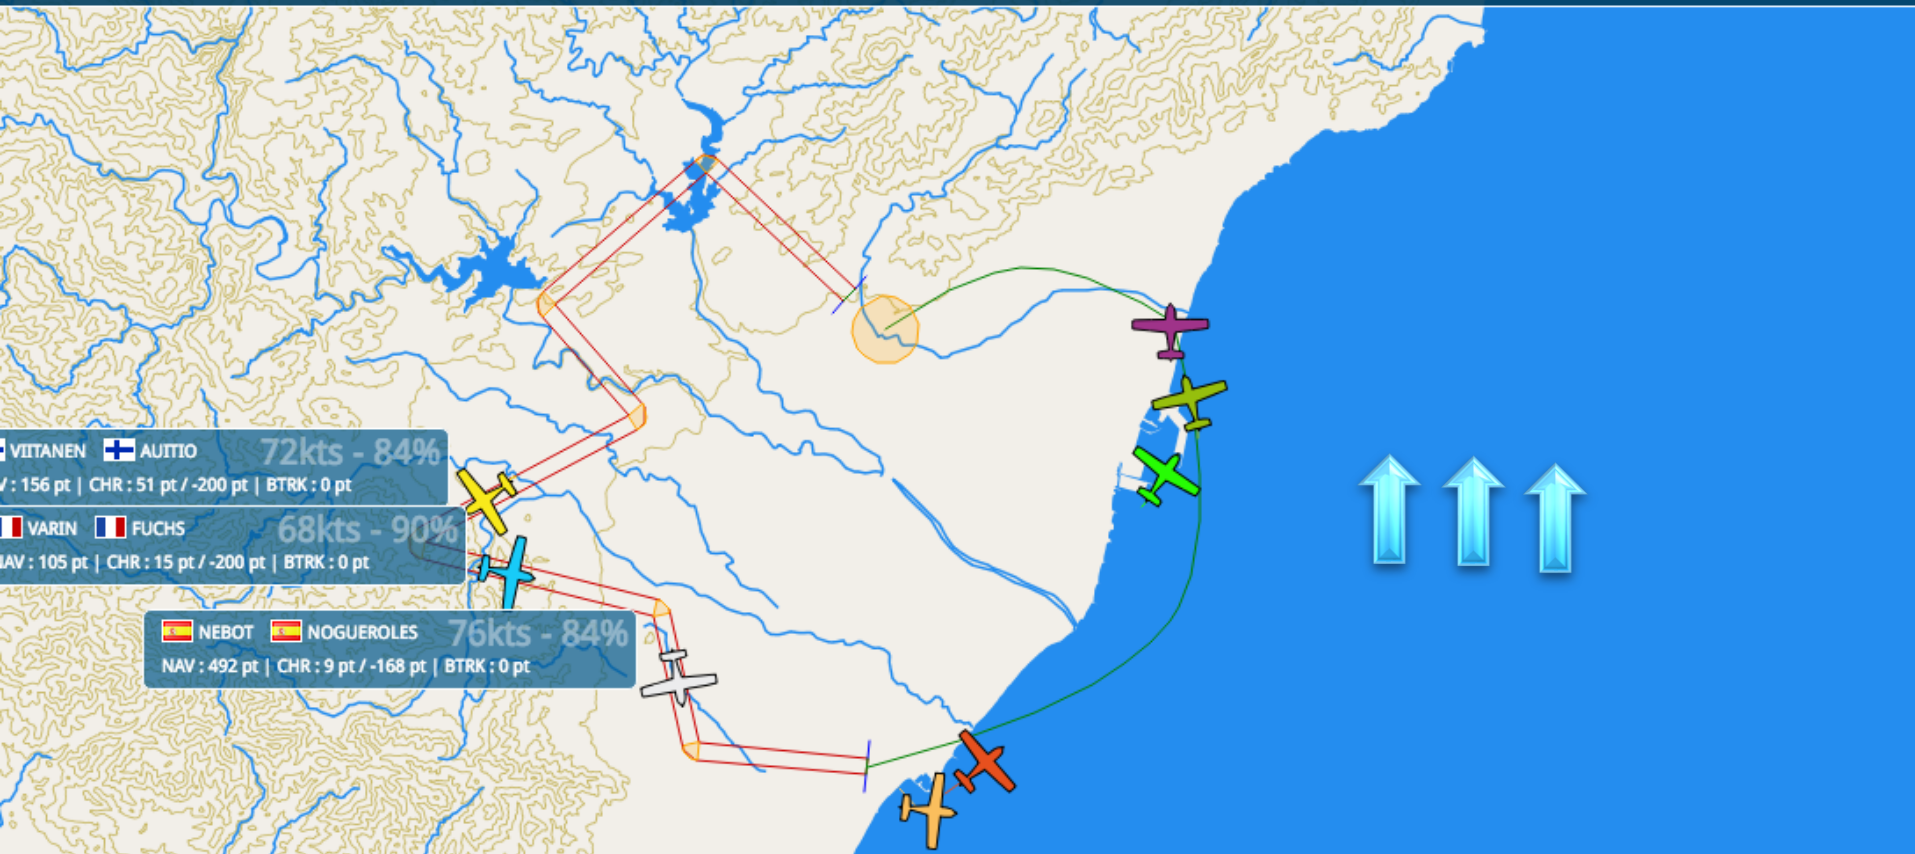 VIITANEN AUITIO 72kts - 84%
: 156 pt | CHR : 51 pt / -200 pt | BTRK : 0 pt
VARIN FUCHS 68kts - 90%
NAV : 105 pt | CHR : 15 pt / -200 pt | BTRK : 0 pt
NEBOT NOGUEROLES 76kts - 84%
NAV : 492 pt | CHR : 9 pt / -168 pt | BTRK : 0 pt